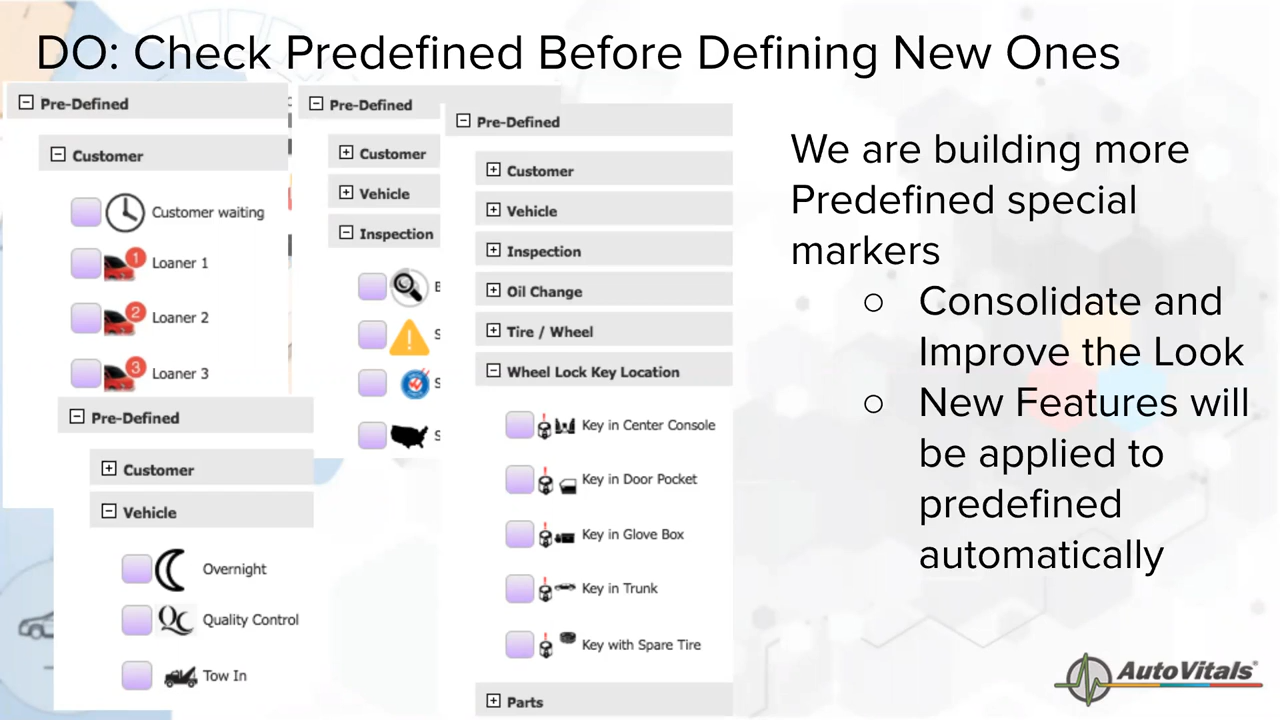 DO: Check Predefined Before Defining New Ones
Pre-Defined
Customer
Customer waiting
1
Loaner 1
2
Loaner 2
3
Loaner 3
Pre-Defined
Customer
Vehicle
Overnight
QC
Quality Control
Tow In
Pre-Defined
Customer
Vehicle
Inspection
Pre-Defined
Customer
Vehicle
Inspection
Oil Change
Tire / Wheel
Wheel Lock Key Location
Key in Center Console
Key in Door Pocket
Key in Glove Box
Key in Trunk
Key with Spare Tire
Parts
We are building more
Predefined special
markers
○ Consolidate and
Improve the Look
○ New Features will
be applied to
predefined
automatically
AutoVitals